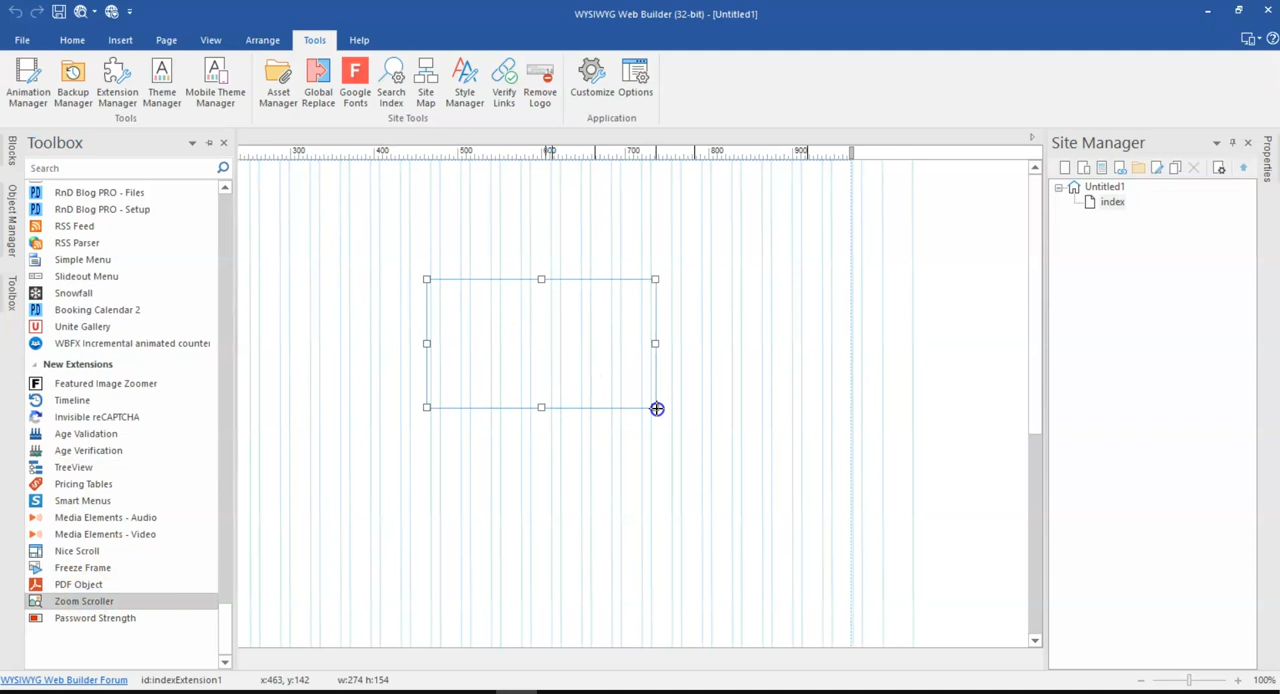 WYSIWYG Web Builder (32-bit) - [Untitled1]
File Home Insert Page View Arrange Tools Help
Animation Manager
Backup Manager
Extension Manager
Theme Manager
Mobile Theme Manager
Asset Manager
Global Replace
F
Google Fonts
Search Index
Site Map
Style Manager
Verify Links
Remove Logo
Customize
Options
Tools
Site Tools
Application
Blocks
Object Manager
Toolbox
Toolbox
Search
RnD Blog PRO - Files
RnD Blog PRO - Setup
RSS Feed
RSS Parser
Simple Menu
Slideout Menu
Snowfall
Booking Calendar 2
Unite Gallery
WBFX Incremental animated counter
New Extensions
Featured Image Zoomer
Timeline
Invisible reCAPTCHA
Age Validation
Age Verification
TreeView
Pricing Tables
Smart Menus
Media Elements - Audio
Media Elements - Video
Nice Scroll
Freeze Frame
PDF Object
Zoom Scroller
Password Strength
300 400 500 600 700 800 900
Site Manager
Untitled1
index
Properties
WYSIWYG Web Builder Forum id:indexExtension1 x:463, y:142 w:274 h:154 100%